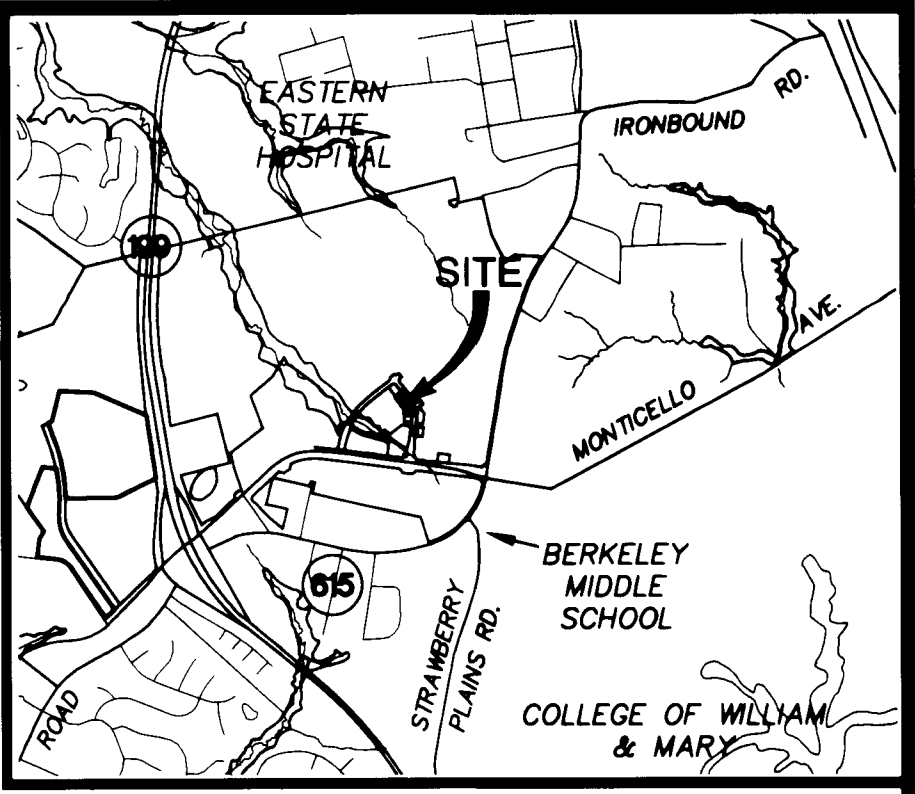 EASTERN
STATE
HOSPITAL
IRONBOUND RD.
199
SITE
MONTICELLO AVE.
BERKELEY
MIDDLE
SCHOOL
615
STRAWBERRY
PLAINS RD.
ROAD
COLLEGE OF WILLIAM
& MARY